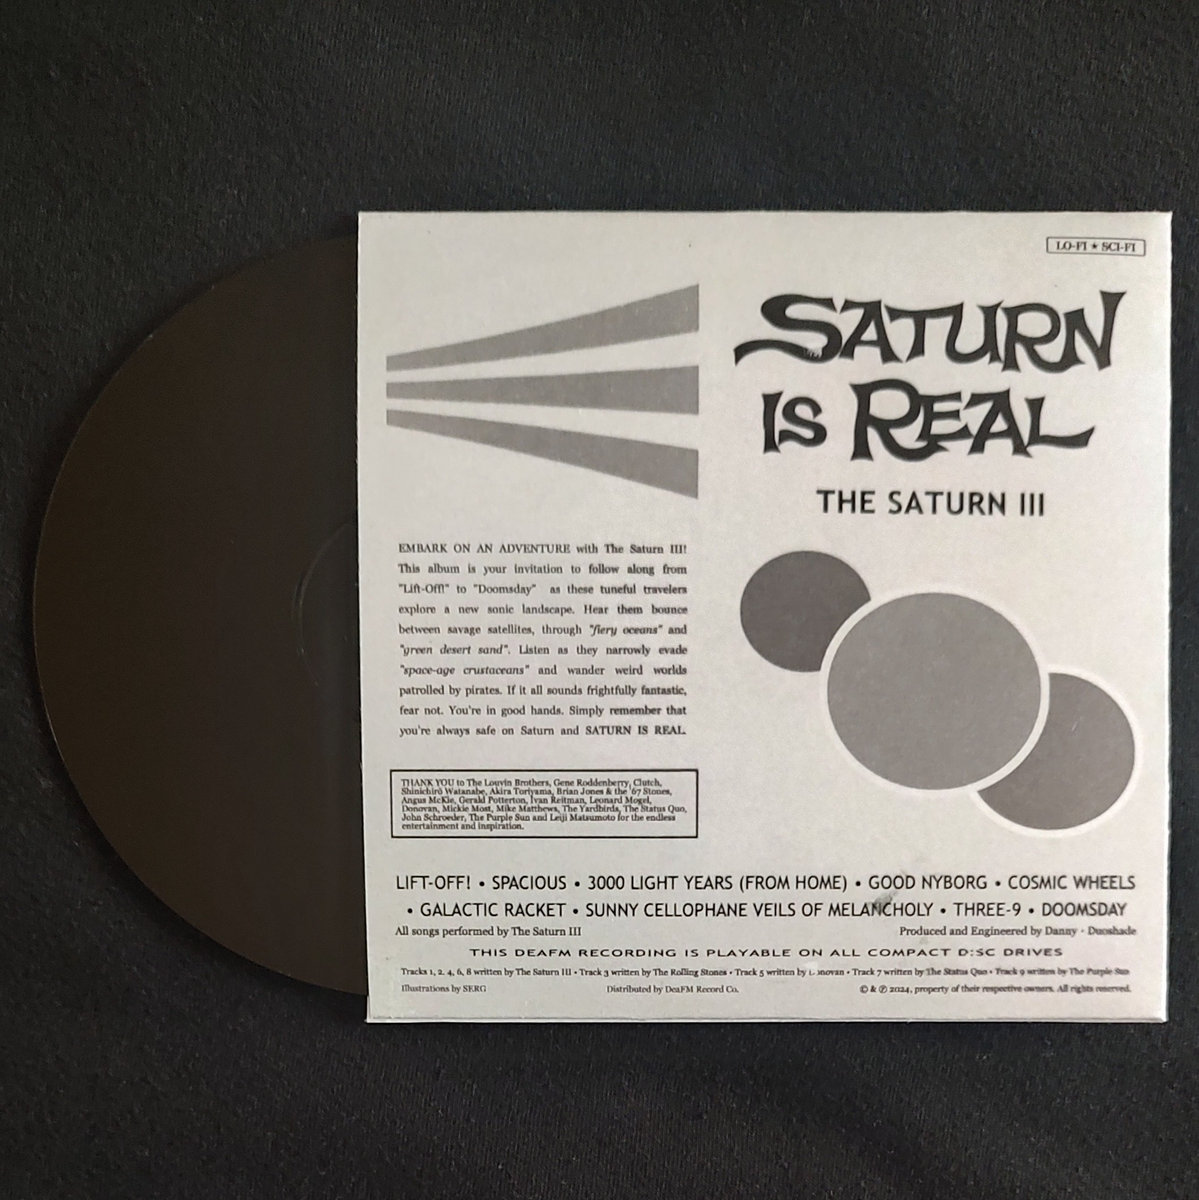 LO-FI ★ SCI-FI
SATURN
IS REAL
THE SATURN III
EMBARK ON AN ADVENTURE with The Saturn III!
This album is your invitation to follow along from
"Lift-Off!" to "Doomsday" as these tuneful travelers
explore a new sonic landscape. Hear them bounce
between savage satellites, through "fiery oceans" and
"green desert sand". Listen as they narrowly evade
"space-age crustaceans" and wander weird worlds
patrolled by pirates. If it all sounds frightfully fantastic,
fear not. You're in good hands. Simply remember that
you're always safe on Saturn and SATURN IS REAL.
THANK YOU to The Louvin Brothers, Gene Roddenberry, Clutch,
Shinichirō Watanabe, Akira Toriyama, Brian Jones & the '67 Stones,
Angus McKie, Gerald Potterton, Ivan Reitman, Leonard Mogel,
Donovan, Mickie Most, Mike Matthews, The Yardbirds, The Status Quo,
John Schroeder, The Purple Sun and Leiji Matsumoto for the endless
entertainment and inspiration.
LIFT-OFF! • SPACIOUS • 3000 LIGHT YEARS (FROM HOME) • GOOD NYBORG • COSMIC WHEELS
• GALACTIC RACKET • SUNNY CELLOPHANE VEILS OF MELANCHOLY • THREE-9 • DOOMSDAY
All songs performed by The Saturn III Produced and Engineered by Danny - Duoshade
THIS DEAFM RECORDING IS PLAYABLE ON ALL COMPACT D:SC DRIVES
Tracks 1, 2, 4, 6, 8 written by The Saturn III • Track 3 written by The Rolling Stones • Track 5 written by Donovan • Track 7 written by The Status Quo • Track 9 written by The Purple Sun
Illustrations by SERG Distributed by DeaFM Record Co. © & ℗ 2024, property of their respective owners. All rights reserved.